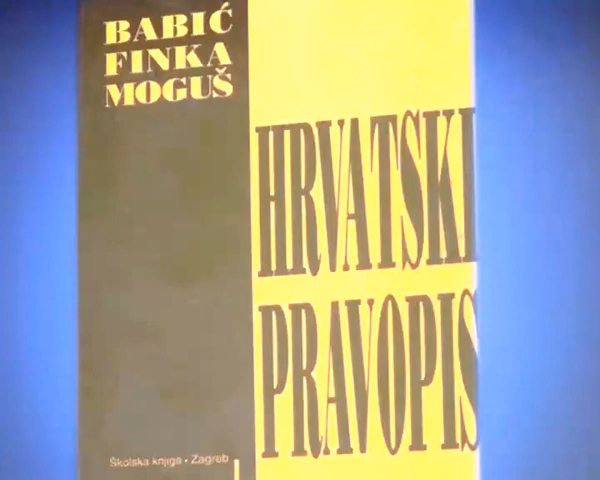 BABIĆ
FINKA
MOGUŠ
HRVATSKI
PRAVOPIS
Školska knjiga • Zagreb